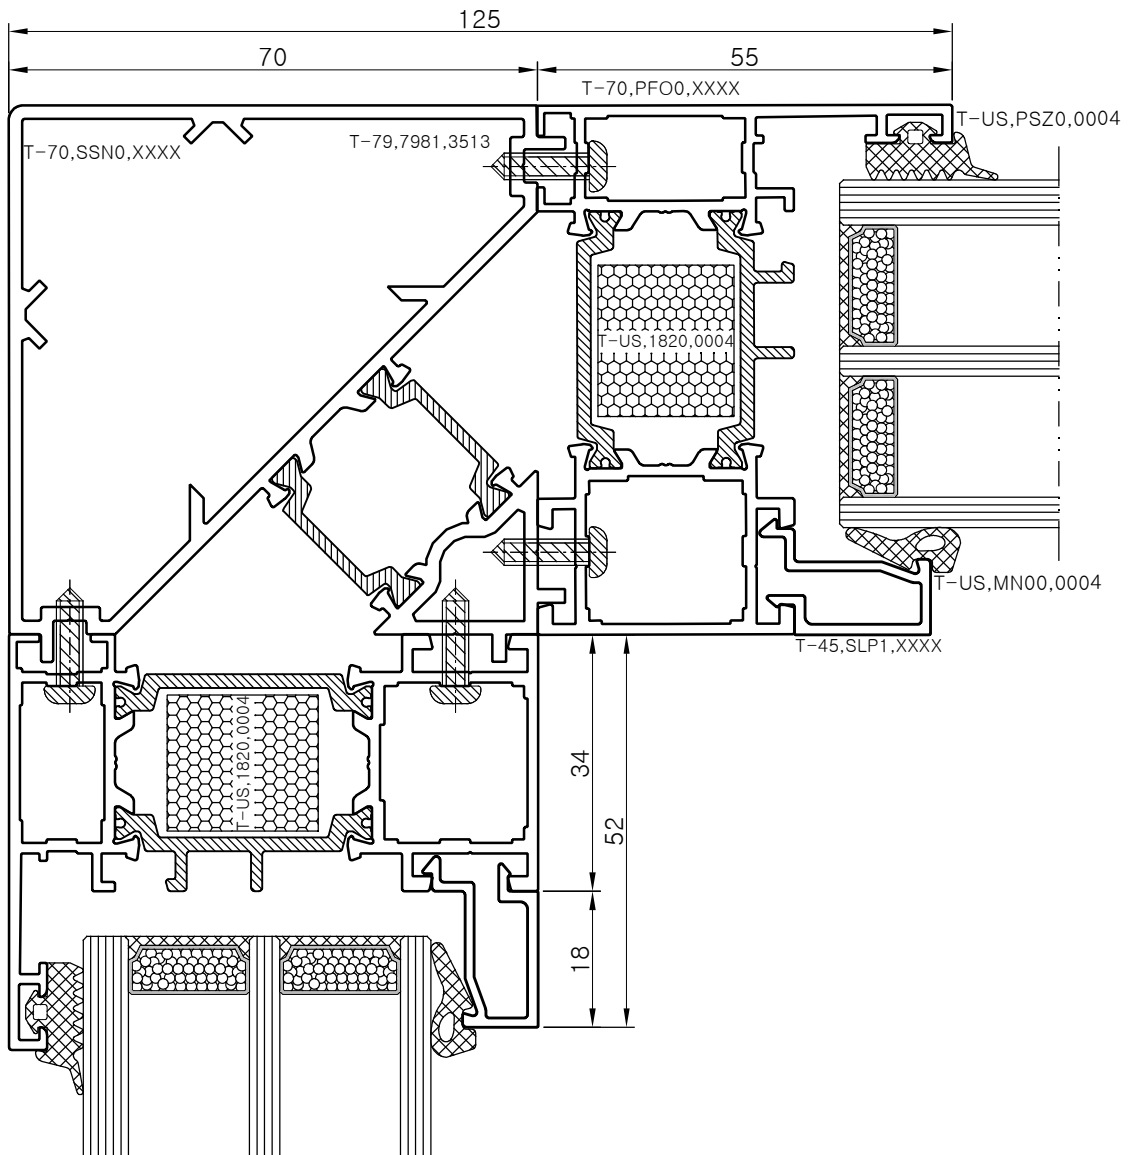 125
70
55
T-70,PFO0,XXXX
T-US,PSZ0,0004
T-79,7981,3513
T-70,SSN0,XXXX
T-US,1820,0004
T-US,MN00,0004
T-45,SLP1,XXXX
T-US,1820,0004
34
52
18